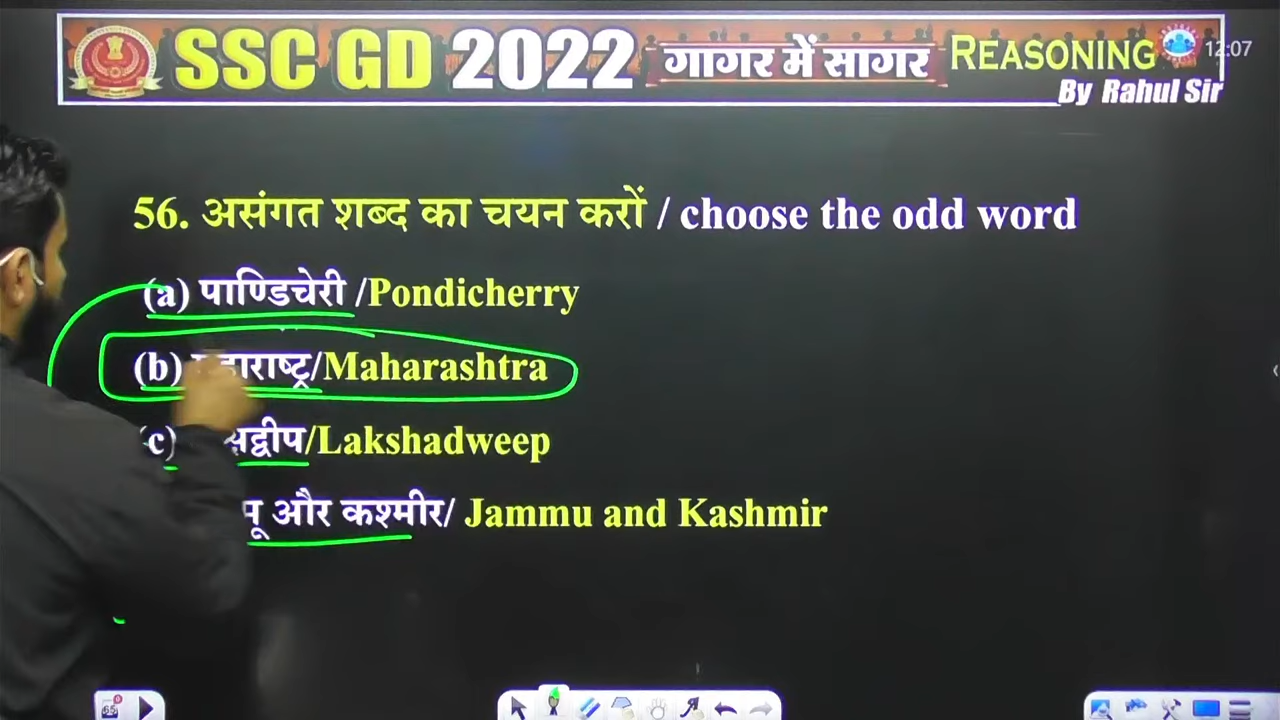 SSC GD 2022 गागर में सागर REASONING 12:07
By Rahul Sir
56. असंगत शब्द का चयन करों / choose the odd word
(a) पाण्डिचेरी /Pondicherry
(b) /Maharashtra
(c) /Lakshadweep
और कश्मीर/ Jammu and Kashmir